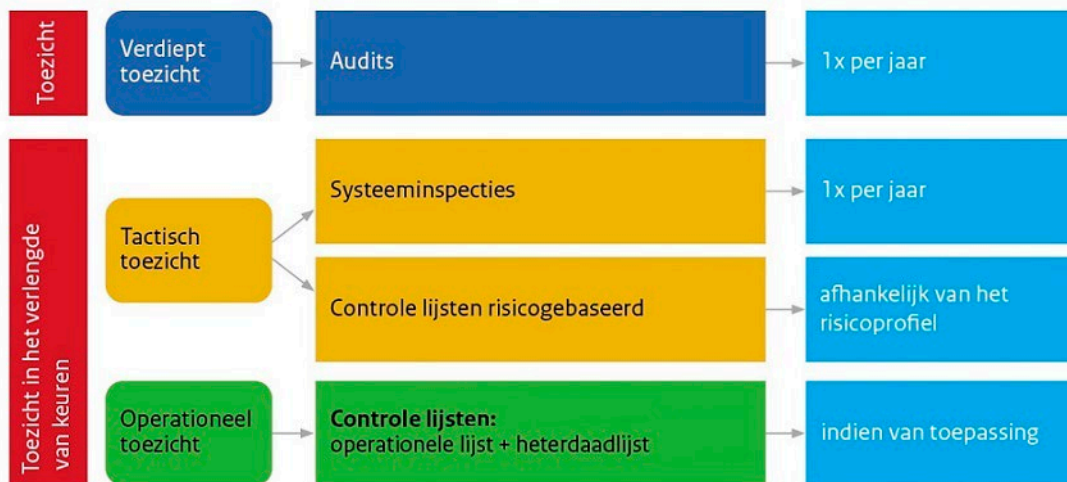 Toezicht
Verdiept
toezicht
Audits
1x per jaar
Toezicht in het verlengde
van keuren
Tactisch
toezicht
Systeeminspecties
1x per jaar
Controle lijsten risicogebaseerd
afhankelijk van het
risicoprofiel
Operationeel
toezicht
Controle lijsten:
operationele lijst + heterdaadlijst
indien van toepassing